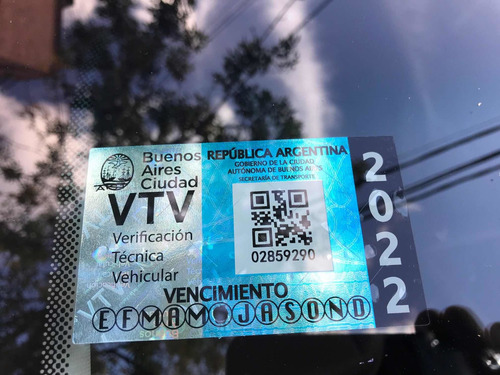 Buenos
Aires
Ciudad
VTV
Verificación
Técnica
Vehicular
REPÚBLICA ARGENTINA
GOBIERNO DE LA CIUDAD
AUTÓNOMA DE BUENOS AIRES
SECRETARÍA DE TRANSPORTE
02859290
VENCIMIENTO
E F M A M J A S O N D
2022